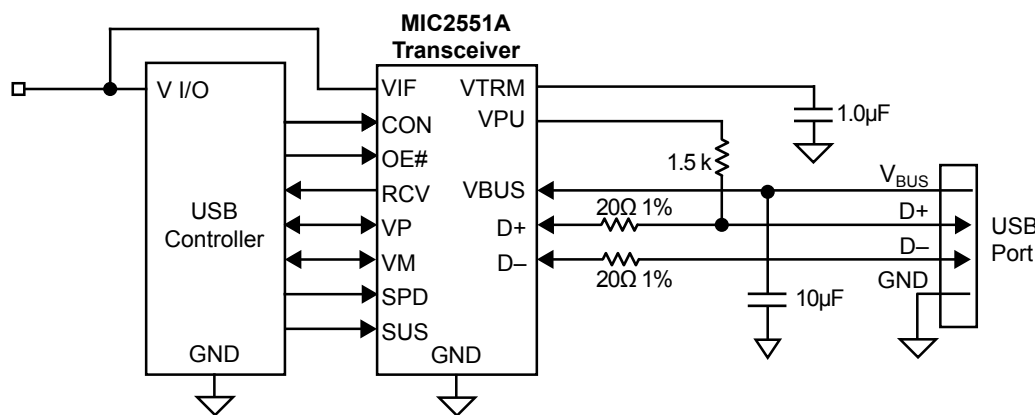 MIC2551A
Transceiver
V I/O
VIF
VTRM
CON
VPU
1.0µF
OE#
1.5 k
RCV
VBUS
V_BUS
USB
Controller
VP
20Ω 1%
D+
D+
USB
Port
VM
D–
20Ω 1%
D–
SPD
10µF
GND
SUS
GND
GND